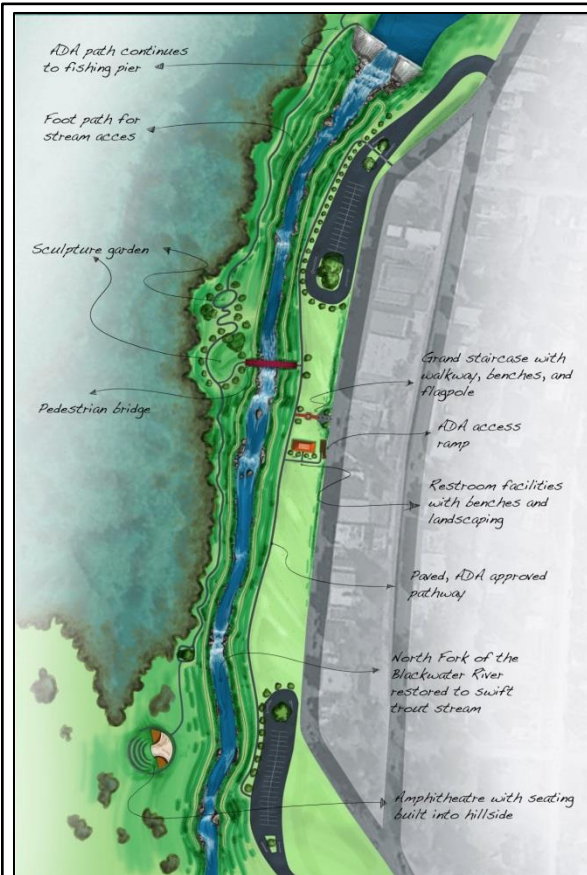 ADA path continues
to fishing pier
Foot path for
stream acces
Sculpture garden
Pedestrian bridge
Grand staircase with
walkway, benches, and
flagpole
ADA access
ramp
Restroom facilities
with benches and
landscaping
Paved, ADA approved
pathway
North Fork of the
Blackwater River
restored to swift
trout stream
Amphitheatre with seating
built into hillside